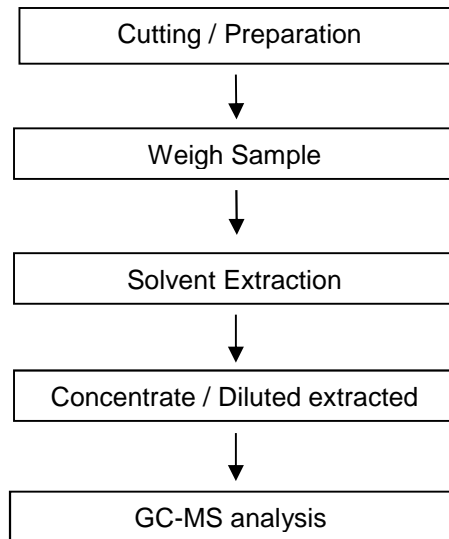 Cutting / Preparation
Weigh Sample
Solvent Extraction
Concentrate / Diluted extracted
GC-MS analysis